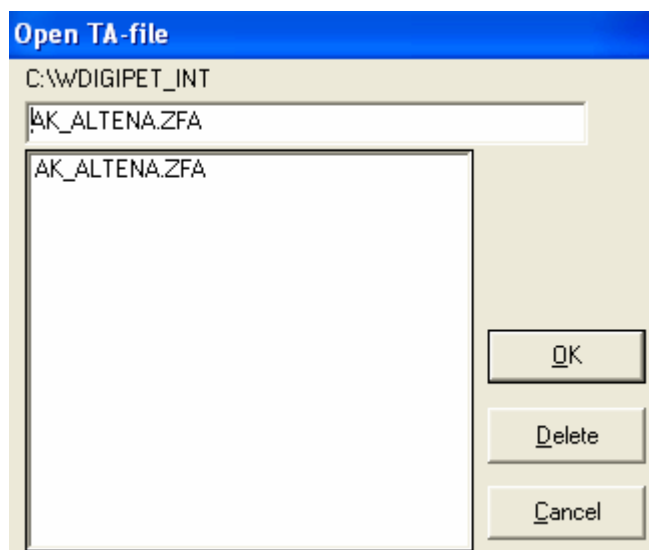 Open TA-file
C:\WDIGIPET_INT
AK_ALTENA.ZFA
AK_ALTENA.ZFA
OK
Delete
Cancel